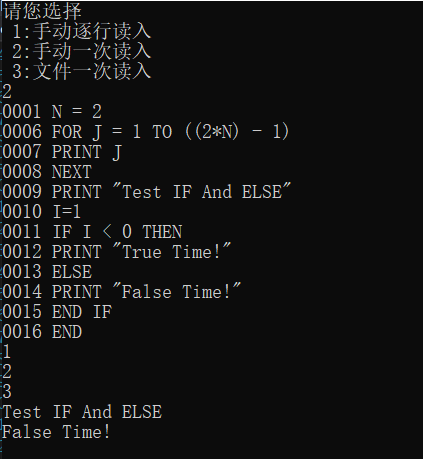 请您选择
1:手动逐行读入
2:手动一次读入
3:文件一次读入
2
0001 N = 2
0006 FOR J = 1 TO ((2*N) - 1)
0007 PRINT J
0008 NEXT
0009 PRINT "Test IF And ELSE"
0010 I=1
0011 IF I < 0 THEN
0012 PRINT "True Time!"
0013 ELSE
0014 PRINT "False Time!"
0015 END IF
0016 END
1
2
3
Test IF And ELSE
False Time!